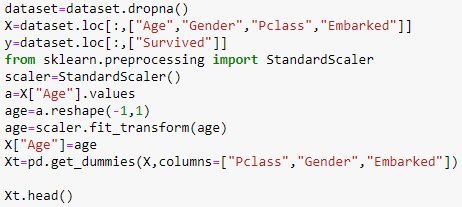 dataset=dataset.dropna()
X=dataset.loc[:,["Age","Gender","Pclass","Embarked"]]
y=dataset.loc[:,["Survived"]]
from sklearn.preprocessing import StandardScaler
scaler=StandardScaler()
a=X["Age"].values
age=a.reshape(-1,1)
age=scaler.fit_transform(age)
X["Age"]=age
Xt=pd.get_dummies(X,columns=["Pclass","Gender","Embarked"])
Xt.head()